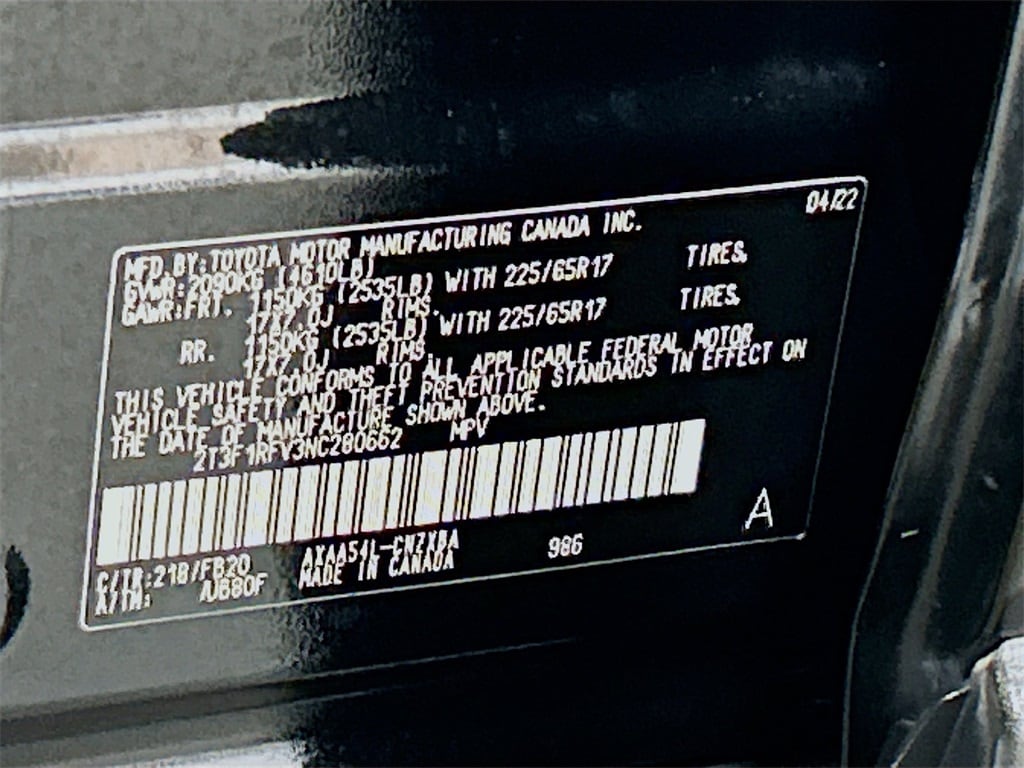 04/22
MFD. BY: TOYOTA MOTOR MANUFACTURING CANADA INC.
GVWR: 2090KG (4610LB)
GAWR: FRT. 1150KG (2535LB) WITH 225/65R17 TIRES,
17X7.0J RIMS.
RR. 1150KG (2535LB) WITH 225/65R17 TIRES,
17X7.0J RIMS.
THIS VEHICLE CONFORMS TO ALL APPLICABLE FEDERAL MOTOR
VEHICLE SAFETY AND THEFT PREVENTION STANDARDS IN EFFECT ON
THE DATE OF MANUFACTURE SHOWN ABOVE.
2T3F1RFV3NC280662 MPV
A
C/TR: 218/FB20 AXAA54L-CNZXBA 986
A/TM: /UB80F MADE IN CANADA